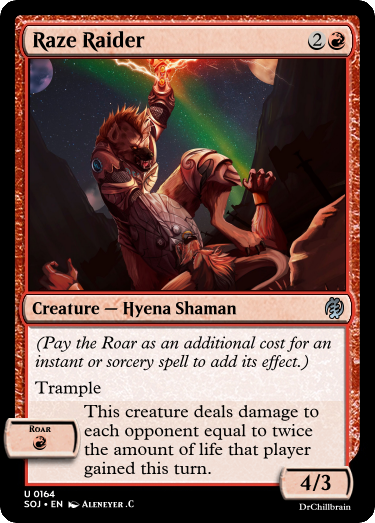 Raze Raider 2
Creature — Hyena Shaman
(Pay the Roar as an additional cost for an
instant or sorcery spell to add its effect.)
Trample
Roar
This creature deals damage to
each opponent equal to twice
the amount of life that player
gained this turn.
4/3
U 0164
SOJ • EN Aleneyer .C
DrChillbrain